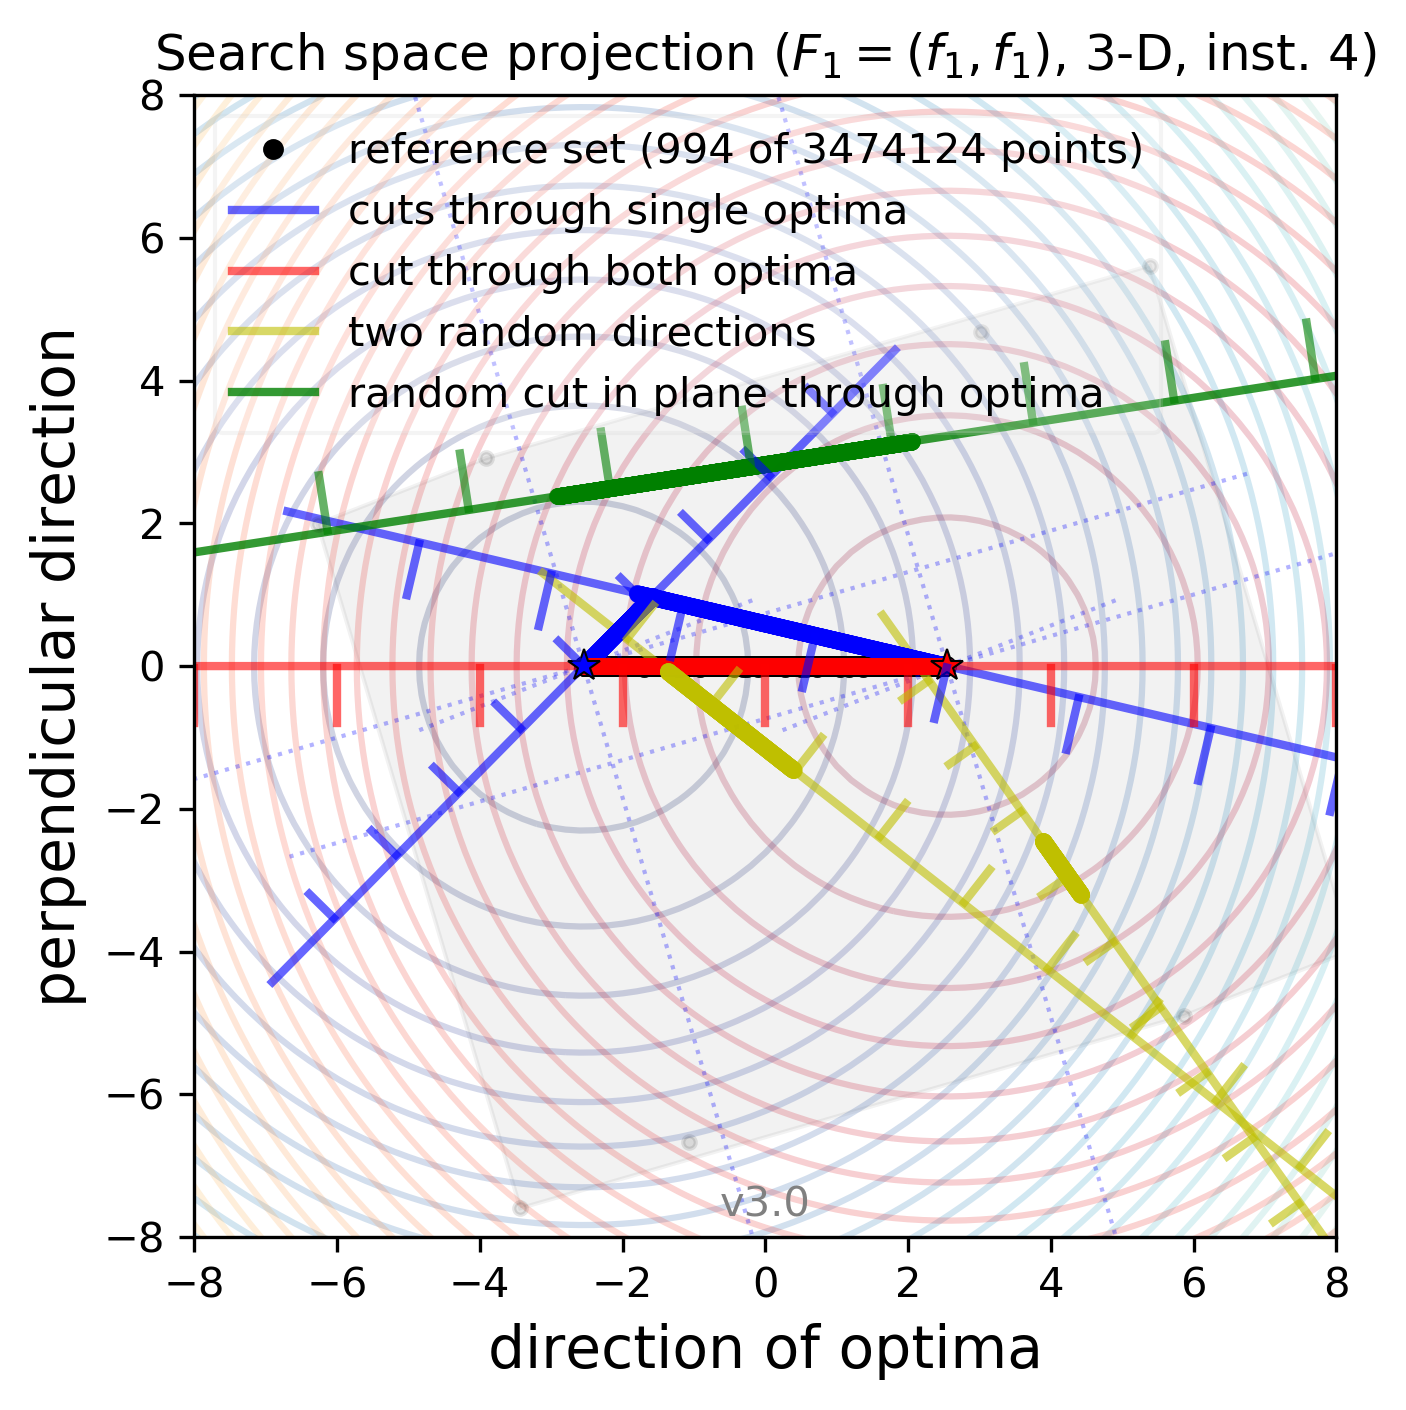 Search space projection (F₁ = (f₁, f₁), 3-D, inst. 4)
reference set (994 of 3474124 points)
cuts through single optima
cut through both optima
two random directions
random cut in plane through optima
perpendicular direction
8
6
4
2
0
−2
−4
−6
−8
v3.0
−8 −6 −4 −2 0 2 4 6 8
direction of optima